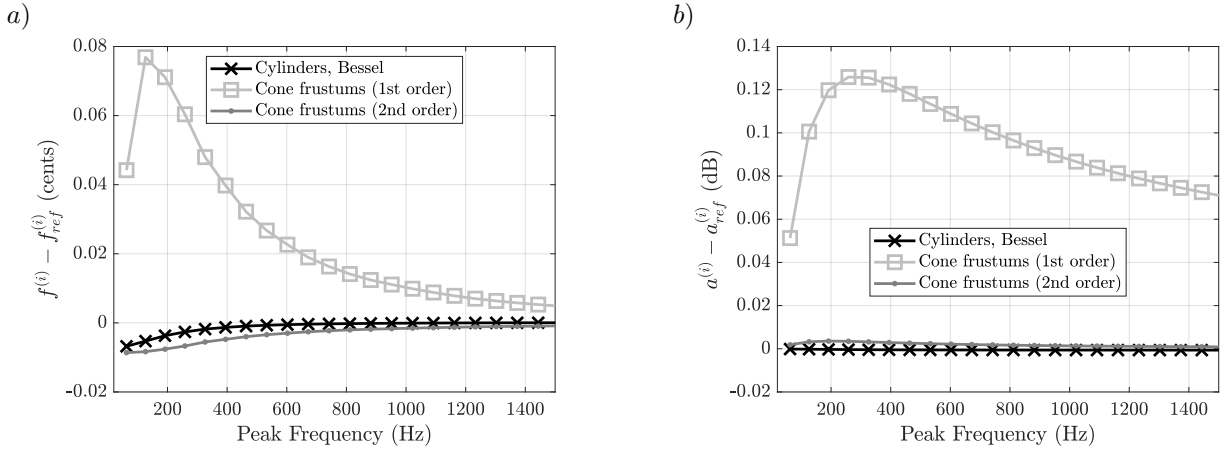 a)
0.08
0.06
0.04
0.02
0
-0.02
f^{(i)} − f_{ref}^{(i)} (cents)
Cylinders, Bessel
Cone frustums (1st order)
Cone frustums (2nd order)
200 400 600 800 1000 1200 1400
Peak Frequency (Hz)
b)
0.14
0.12
0.1
0.08
0.06
0.04
0.02
0
-0.02
a^{(i)} − a_{ref}^{(i)} (dB)
Cylinders, Bessel
Cone frustums (1st order)
Cone frustums (2nd order)
200 400 600 800 1000 1200 1400
Peak Frequency (Hz)